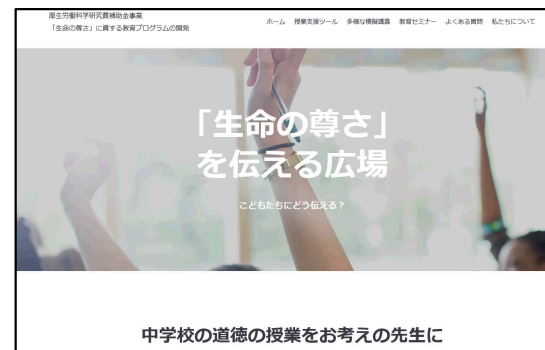 厚生労働科学研究費補助金事業
「生命の尊さ」に資する教育プログラムの開発
ホーム 授業支援ツール 多様な模擬講義 教育セミナー よくある質問 私たちについて
「生命の尊さ」
を伝える広場
こどもたちにどう伝える?
中学校の道徳の授業をお考えの先生に